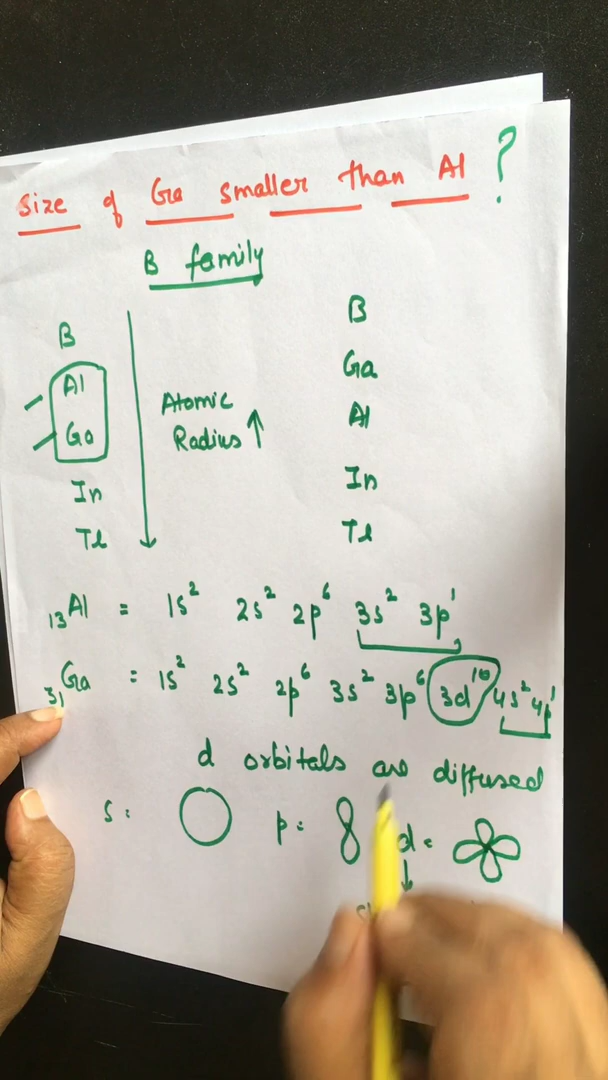 Size of Ga smaller than Al ?
B family
B
Al
Ga
In
Tl
Atomic
Radius ↑
B
Ga
Al
In
Tl
₁₃Al = 1s² 2s² 2p⁶ 3s² 3p¹
₃₁Ga = 1s² 2s² 2p⁶ 3s² 3p⁶ 3d¹⁰ 4s² 4p¹
d orbitals are diffused
s: p= d=